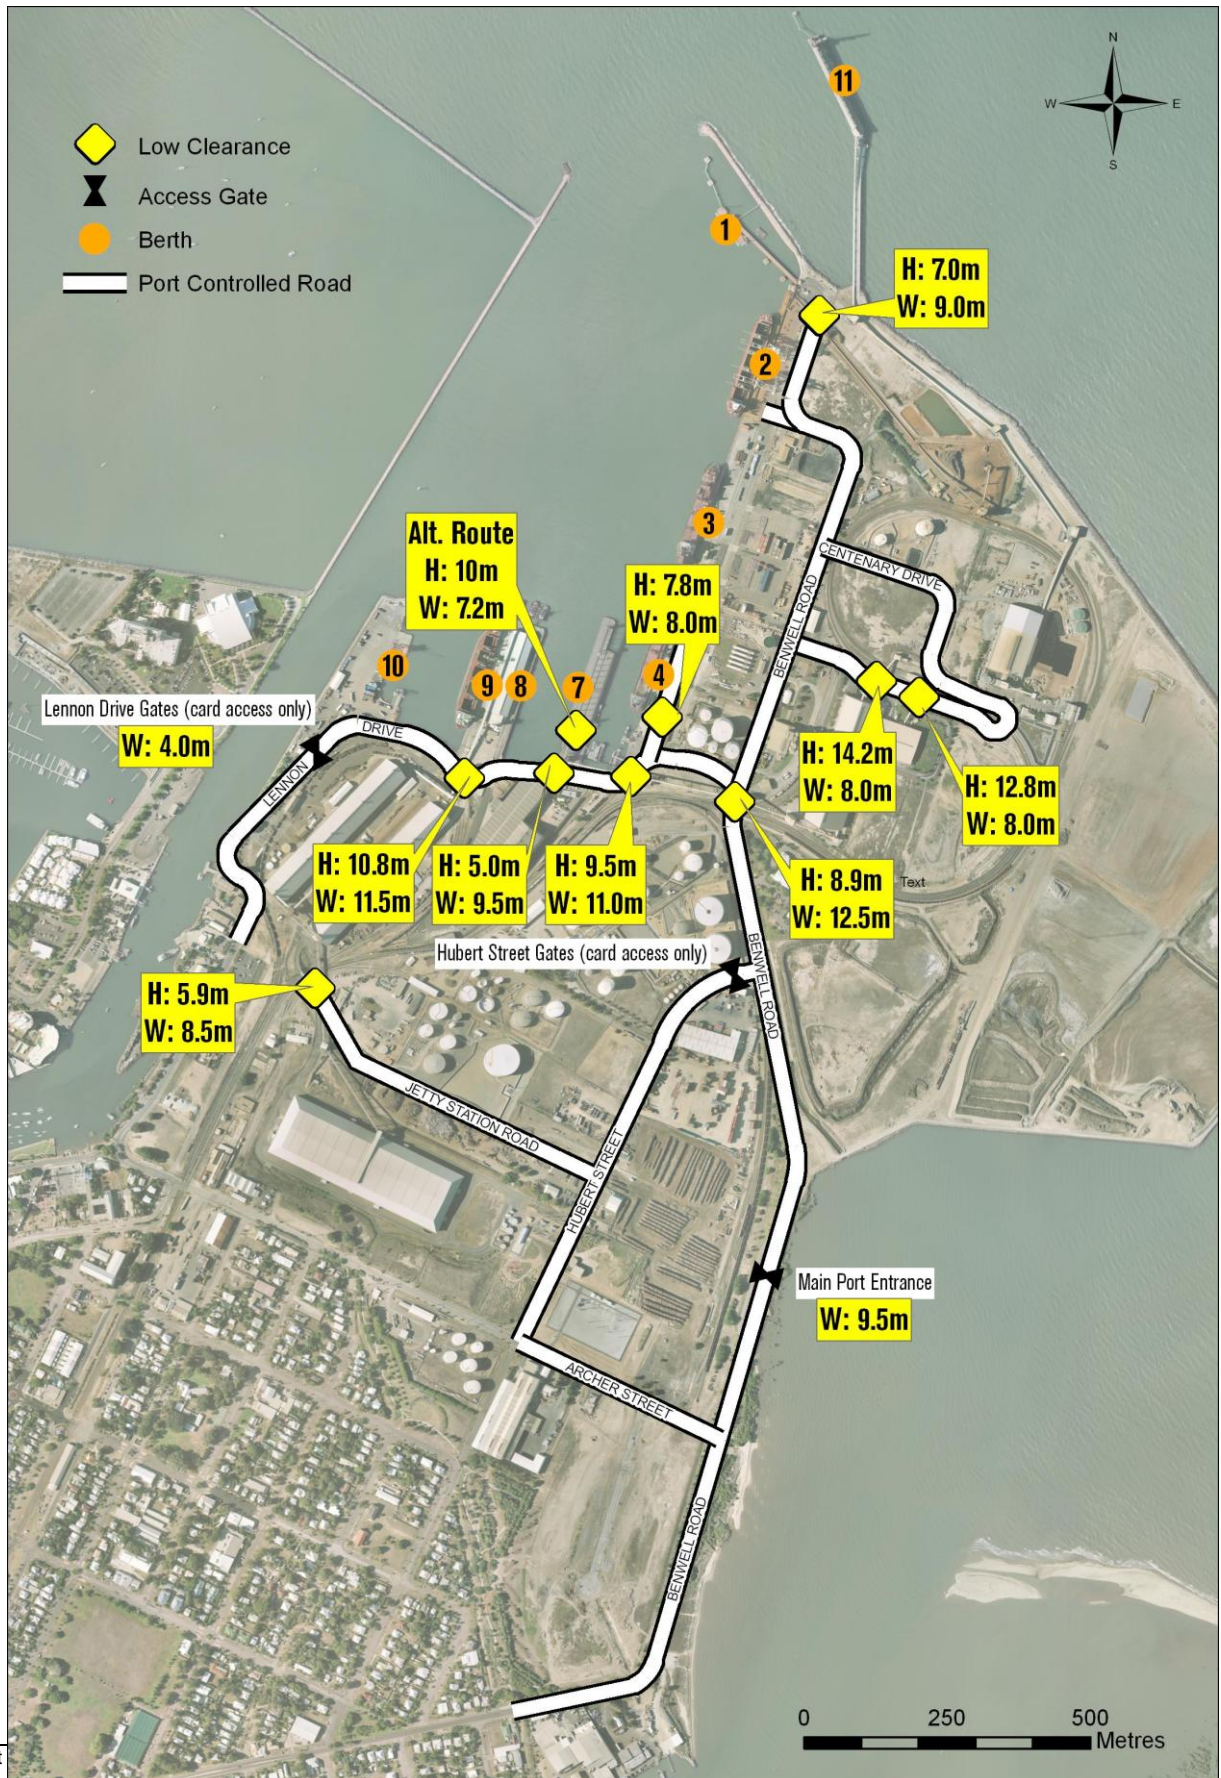 N
W
E
S
11
Low Clearance
Access Gate
Berth
Port Controlled Road
1
H: 7.0m
W: 9.0m
2
3
Alt. Route
H: 10m
W: 7.2m
H: 7.8m
W: 8.0m
CENTENARY DRIVE
BENWELL ROAD
10
9
8
7
4
Lennon Drive Gates (card access only)
W: 4.0m
LENNON
DRIVE
H: 14.2m
W: 8.0m
H: 12.8m
W: 8.0m
H: 10.8m
W: 11.5m
H: 5.0m
W: 9.5m
H: 9.5m
W: 11.0m
H: 8.9m
W: 12.5m
Text
Hubert Street Gates (card access only)
BENWELL ROAD
H: 5.9m
W: 8.5m
JETTY STATION ROAD
HUBERT STREET
Main Port Entrance
W: 9.5m
ARCHER STREET
BENWELL ROAD
0 250 500
Metres
t